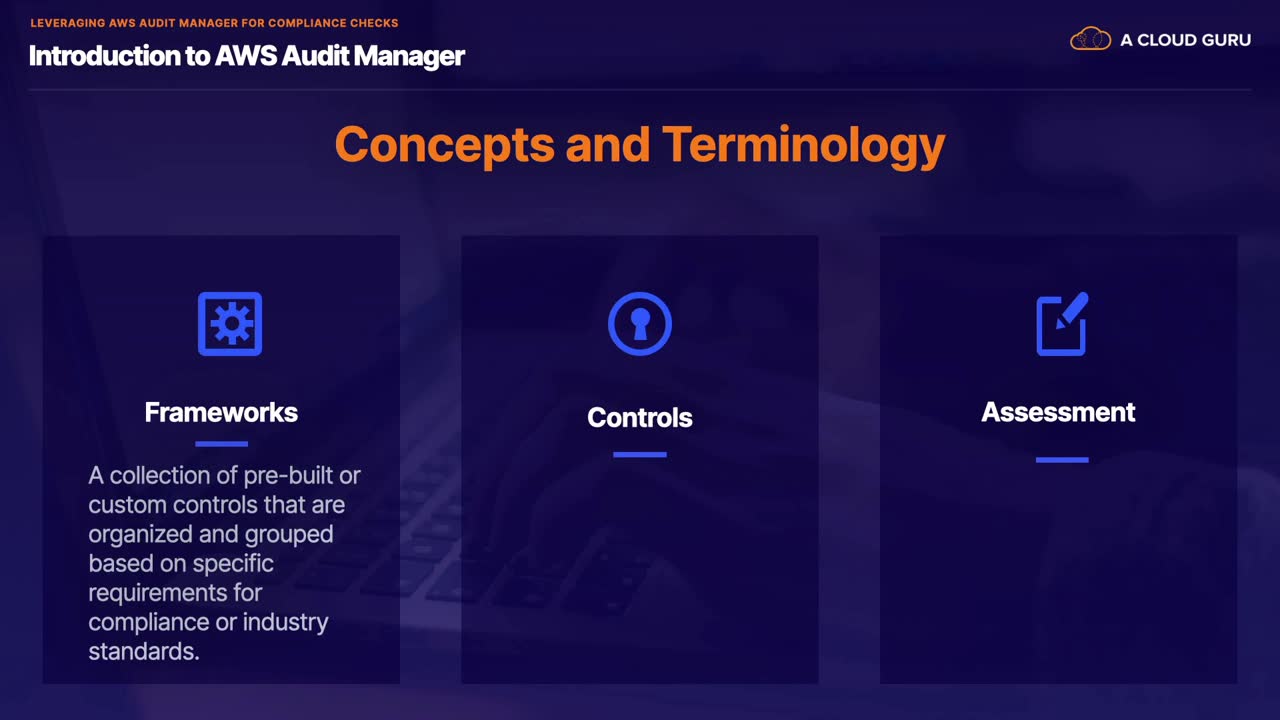 LEVERAGING AWS AUDIT MANAGER FOR COMPLIANCE CHECKS
Introduction to AWS Audit Manager
A CLOUD GURU
Concepts and Terminology
Frameworks
A collection of pre-built or
custom controls that are
organized and grouped
based on specific
requirements for
compliance or industry
standards.
Controls
Assessment